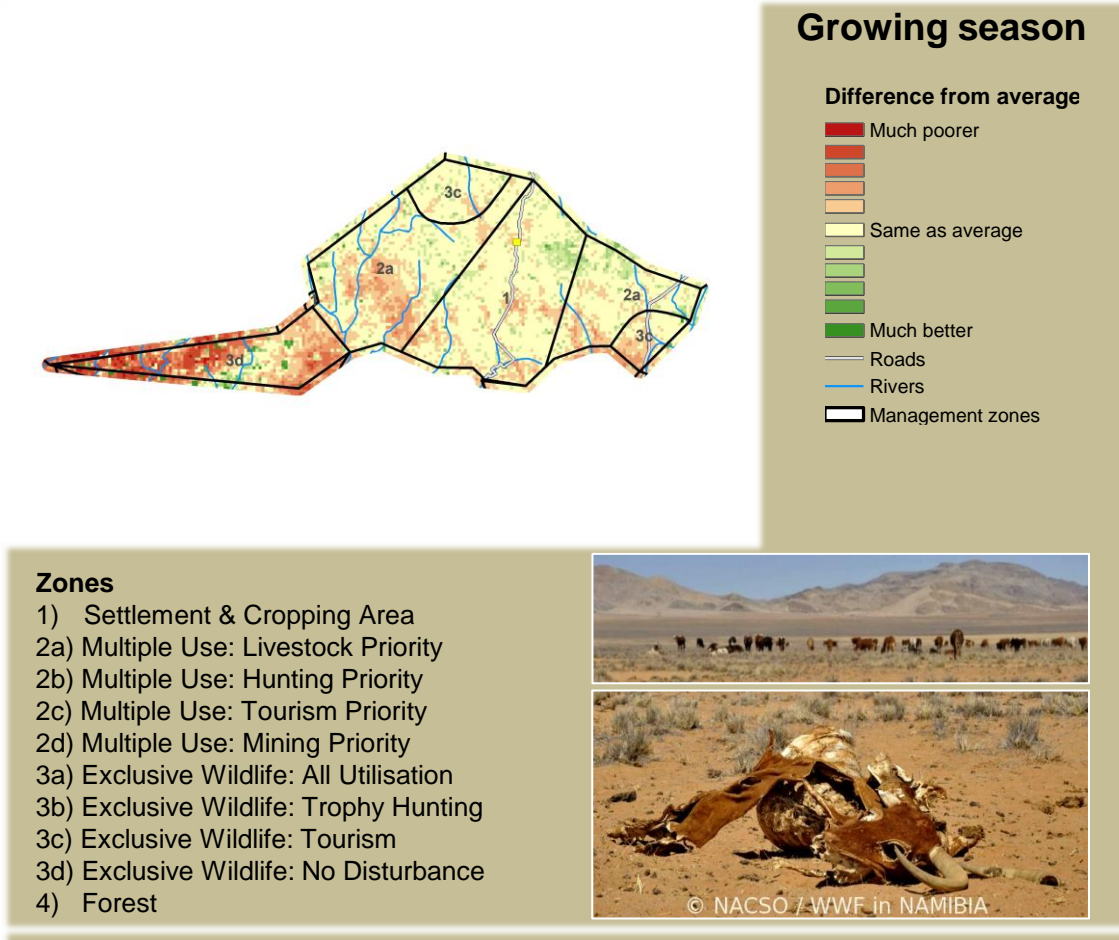 Growing season
Difference from average
Much poorer
Same as average
Much better
Roads
Rivers
Management zones
3c
2a
1
2a
3c
3d
Zones
1) Settlement & Cropping Area
2a) Multiple Use: Livestock Priority
2b) Multiple Use: Hunting Priority
2c) Multiple Use: Tourism Priority
2d) Multiple Use: Mining Priority
3a) Exclusive Wildlife: All Utilisation
3b) Exclusive Wildlife: Trophy Hunting
3c) Exclusive Wildlife: Tourism
3d) Exclusive Wildlife: No Disturbance
4) Forest
© NACSO / WWF in NAMIBIA